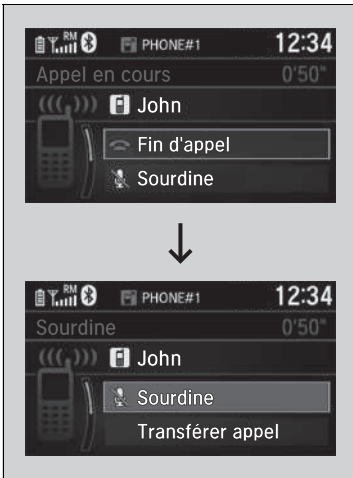 RM PHONE#1 12:34
Appel en cours 0'50"
John
Fin d'appel
Sourdine
RM PHONE#1 12:34
Sourdine 0'50"
John
Sourdine
Transférer appel